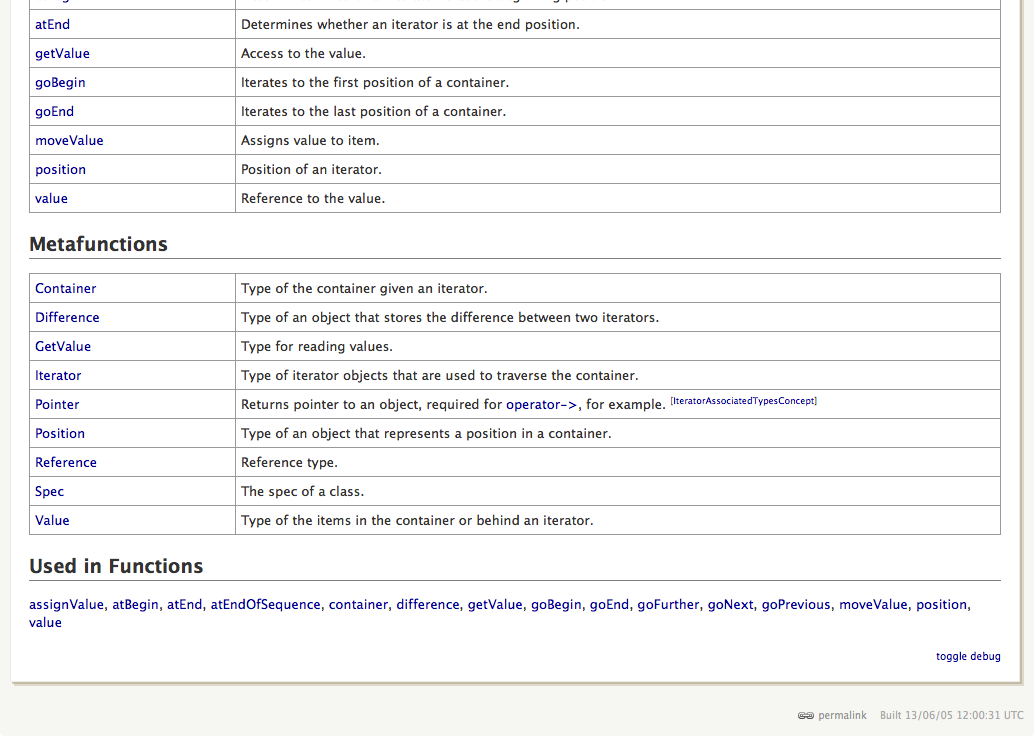 atEnd Determines whether an iterator is at the end position.
getValue Access to the value.
goBegin Iterates to the first position of a container.
goEnd Iterates to the last position of a container.
moveValue Assigns value to item.
position Position of an iterator.
value Reference to the value.
Metafunctions
Container Type of the container given an iterator.
Difference Type of an object that stores the difference between two iterators.
GetValue Type for reading values.
Iterator Type of iterator objects that are used to traverse the container.
Pointer Returns pointer to an object, required for operator->, for example. [IteratorAssociatedTypesConcept]
Position Type of an object that represents a position in a container.
Reference Reference type.
Spec The spec of a class.
Value Type of the items in the container or behind an iterator.
Used in Functions
assignValue, atBegin, atEnd, atEndOfSequence, container, difference, getValue, goBegin, goEnd, goFurther, goNext, goPrevious, moveValue, position,
value
toggle debug
permalink Built 13/06/05 12:00:31 UTC